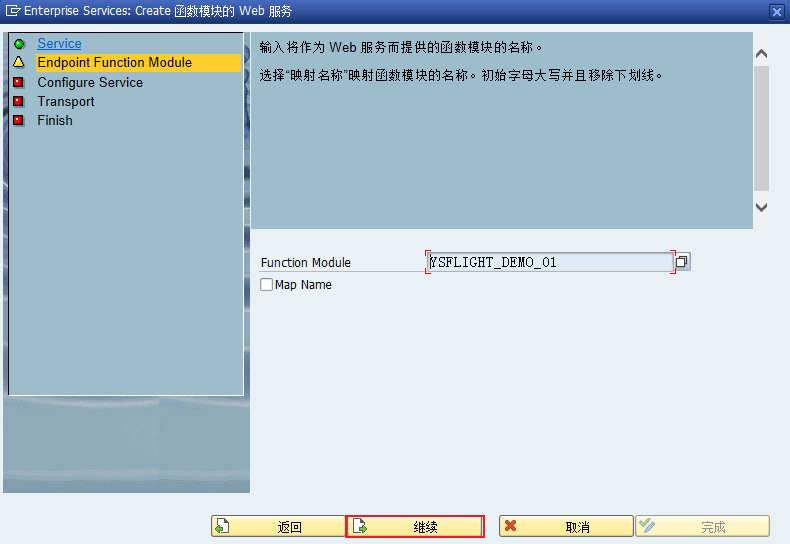 Enterprise Services: Create 函数模块的 Web 服务
Service
Endpoint Function Module
Configure Service
Transport
Finish
输入将作为 Web 服务而提供的函数模块的名称。
选择“映射名称”映射函数模块的名称。初始字母大写并且移除下划线。
Function Module YSFLIGHT_DEMO_01
Map Name
返回 继续 取消 完成